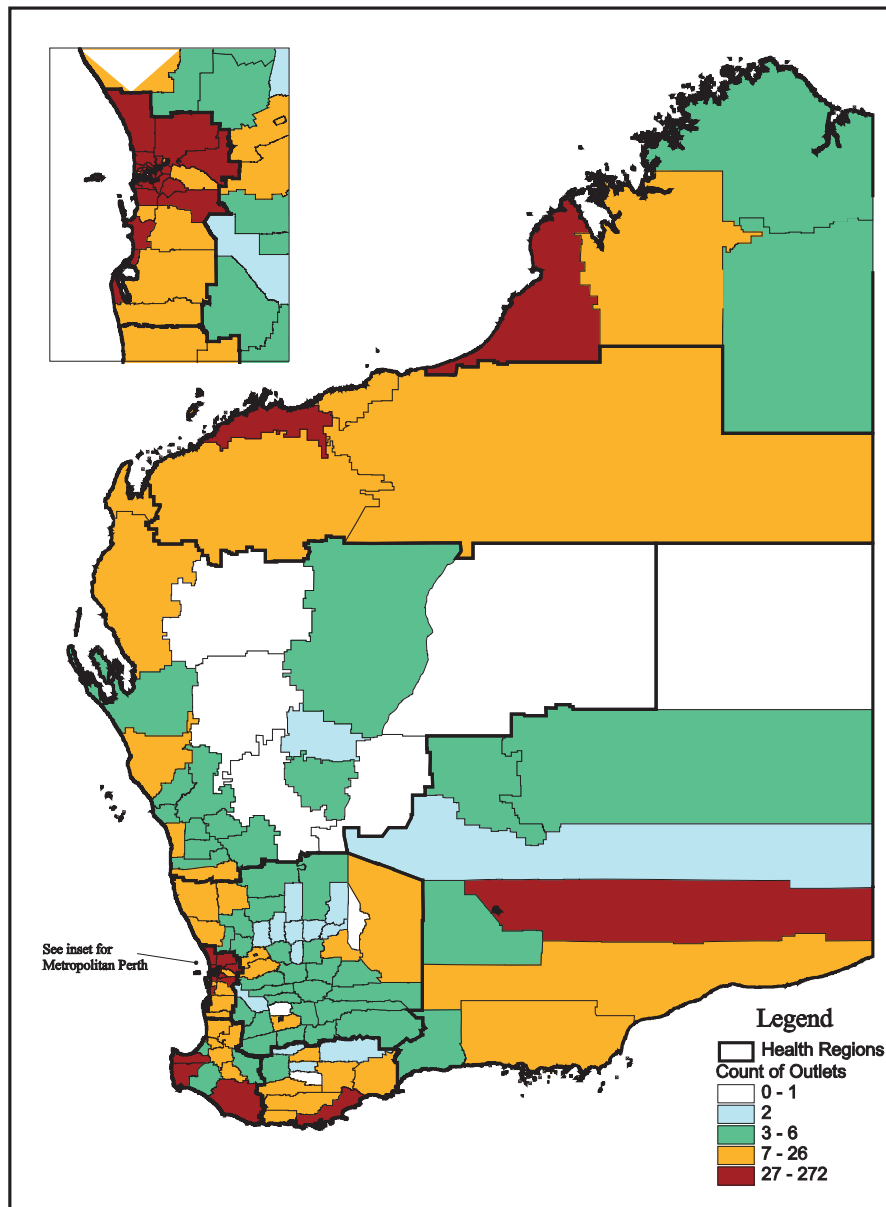 See inset for
Metropolitan Perth
Legend
Health Regions
Count of Outlets
0 - 1
2
3 - 6
7 - 26
27 - 272